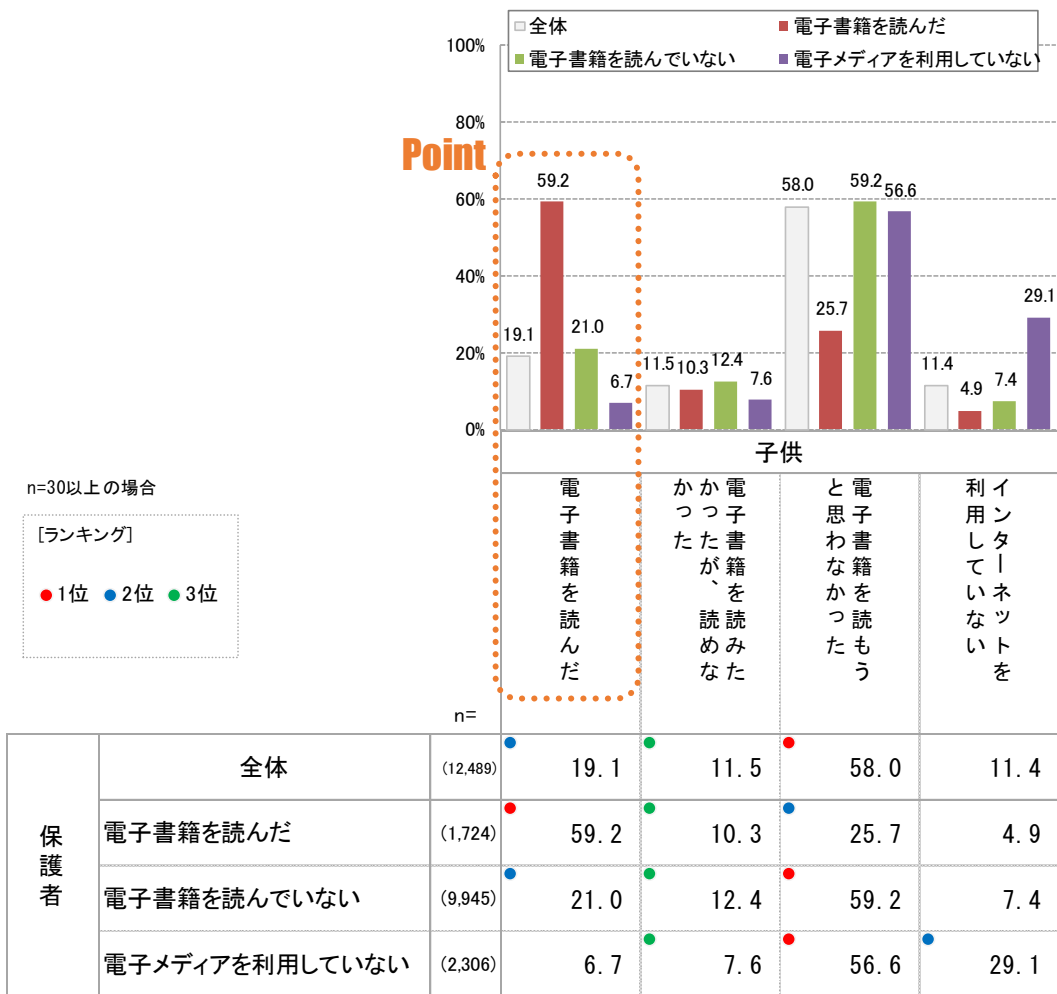 全体
電子書籍を読んだ
電子書籍を読んでいない
電子メディアを利用していない
100%
80%
60%
40%
20%
0%
Point
19.1
59.2
21.0
6.7
11.5
10.3
12.4
7.6
58.0
25.7
59.2
56.6
11.4
4.9
7.4
29.1
子供
電子書籍を読んだ
電子書籍を読みた
かったが、読めな
かった
電子書籍を読もう
と思わなかった
インターネットを
利用していない
n=30以上の場合
[ランキング]
1位 2位 3位
n=
保護者
全体 (12,489) 19.1 11.5 58.0 11.4
電子書籍を読んだ (1,724) 59.2 10.3 25.7 4.9
電子書籍を読んでいない (9,945) 21.0 12.4 59.2 7.4
電子メディアを利用していない (2,306) 6.7 7.6 56.6 29.1